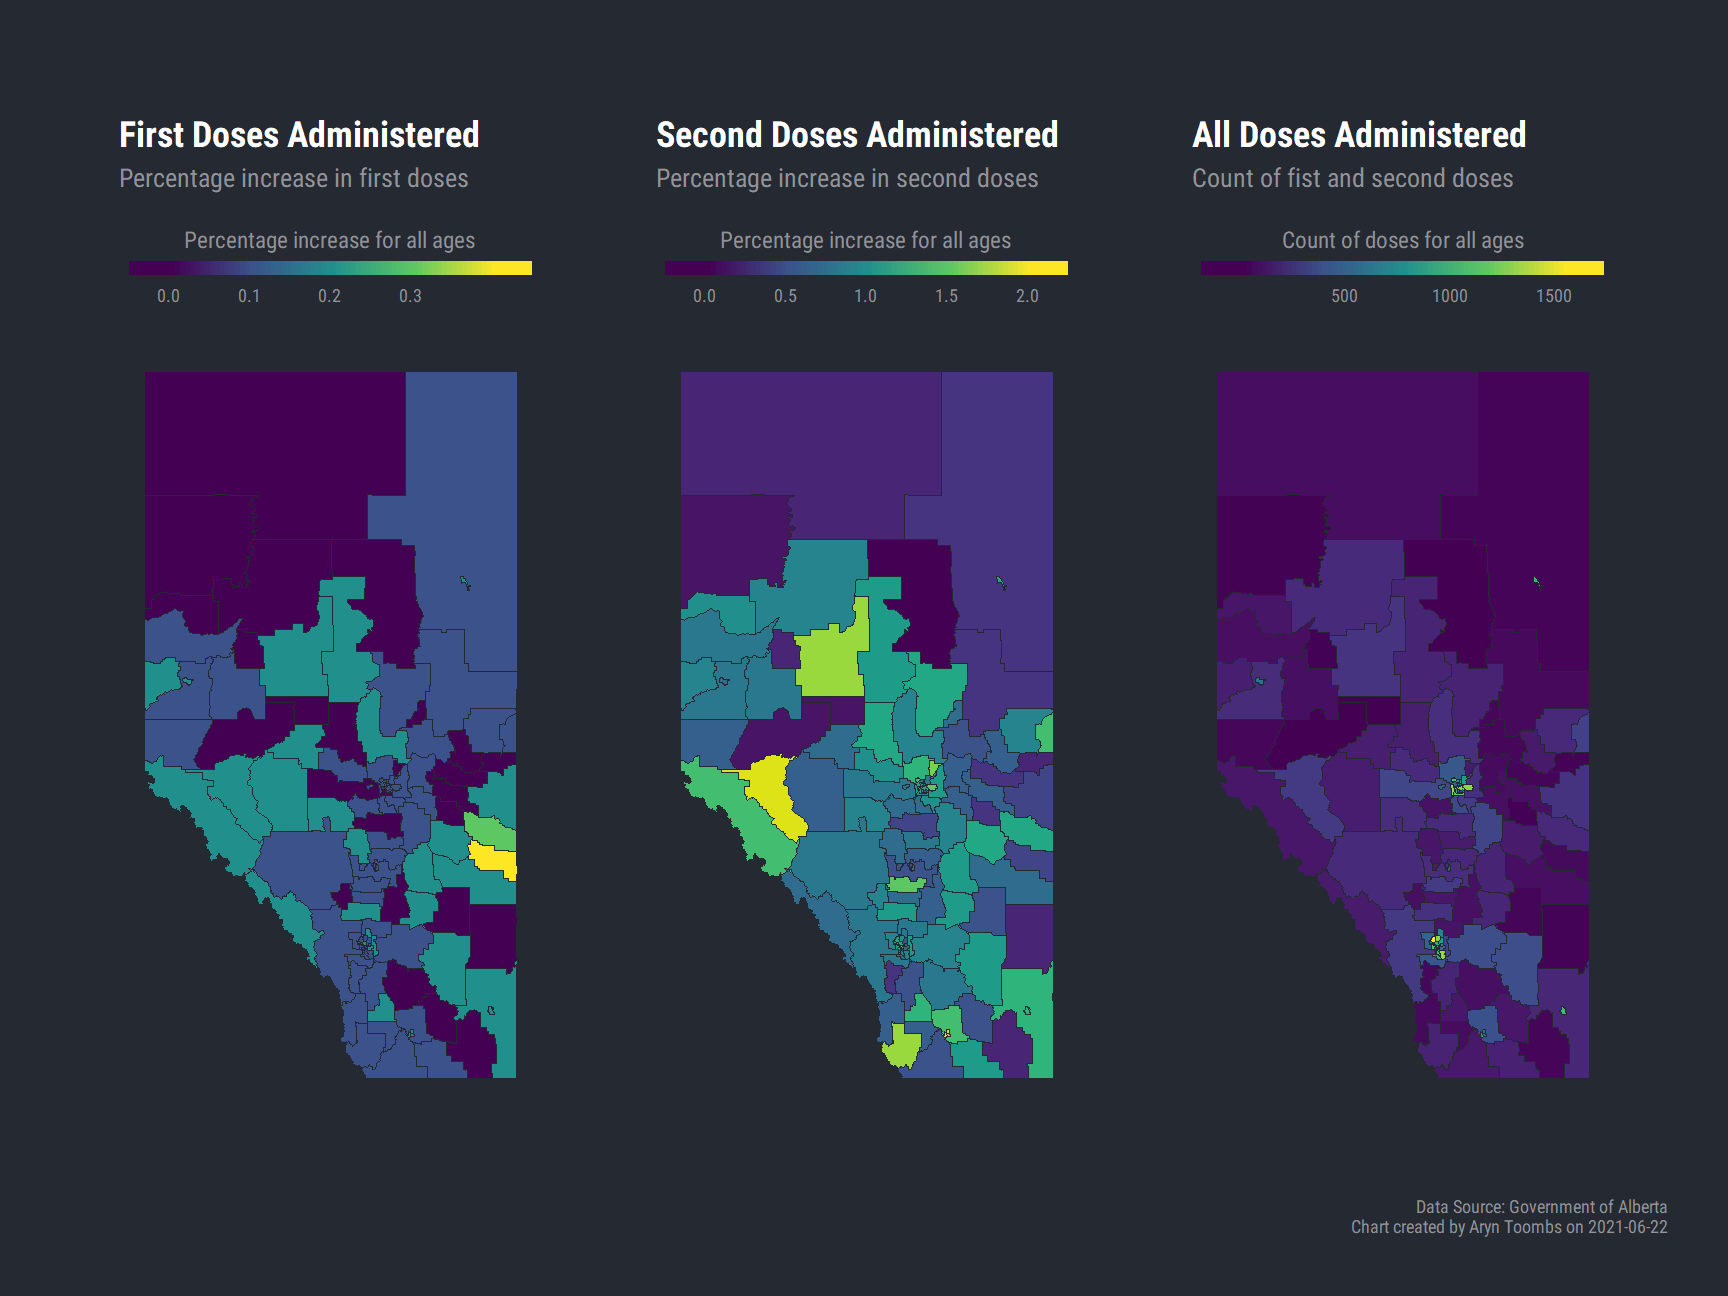 First Doses Administered
Percentage increase in first doses
Percentage increase for all ages
0.0 0.1 0.2 0.3
Second Doses Administered
Percentage increase in second doses
Percentage increase for all ages
0.0 0.5 1.0 1.5 2.0
All Doses Administered
Count of fist and second doses
Count of doses for all ages
500 1000 1500
Data Source: Government of Alberta
Chart created by Aryn Toombs on 2021-06-22